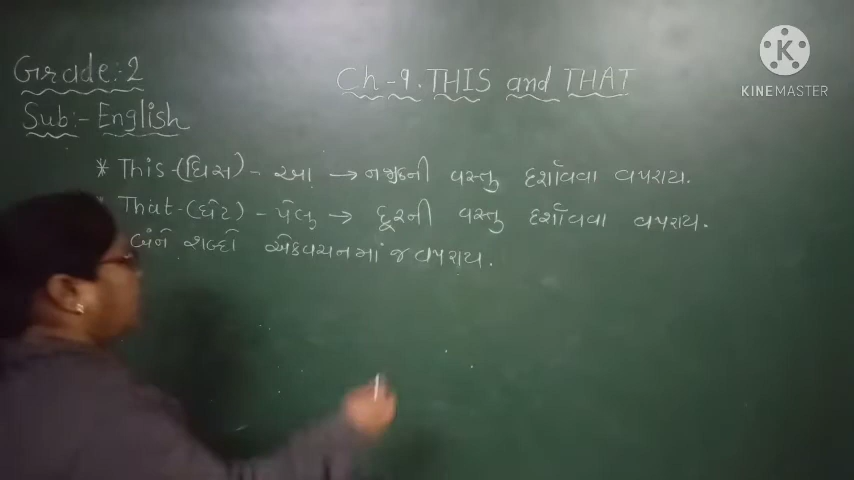 Grade:-2
Ch-9. THIS and THAT
Sub:- English
* This-(ધિસ) - આ → નજીકની વસ્તુ દર્શાવવા વપરાય.
* That-(ધેટ) - પેલું → દૂરની વસ્તુ દર્શાવવા વપરાય.
બંને શબ્દો એકવચનમાં જ વપરાય.
KINEMASTER